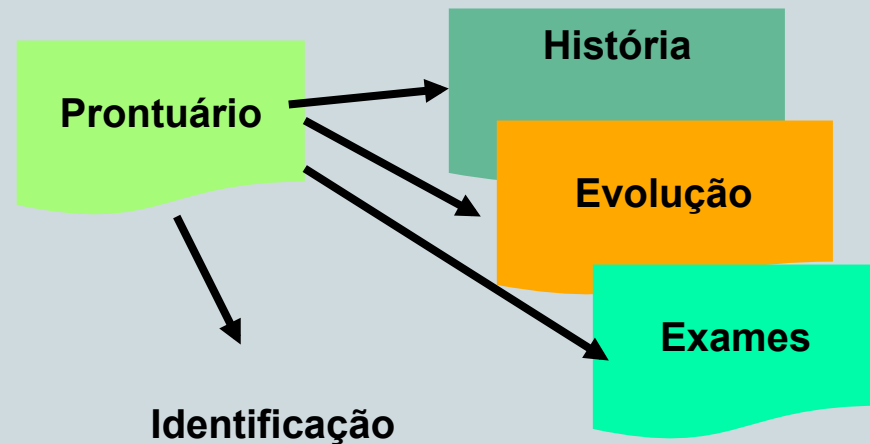 História
Prontuário
Evolução
Exames
Identificação